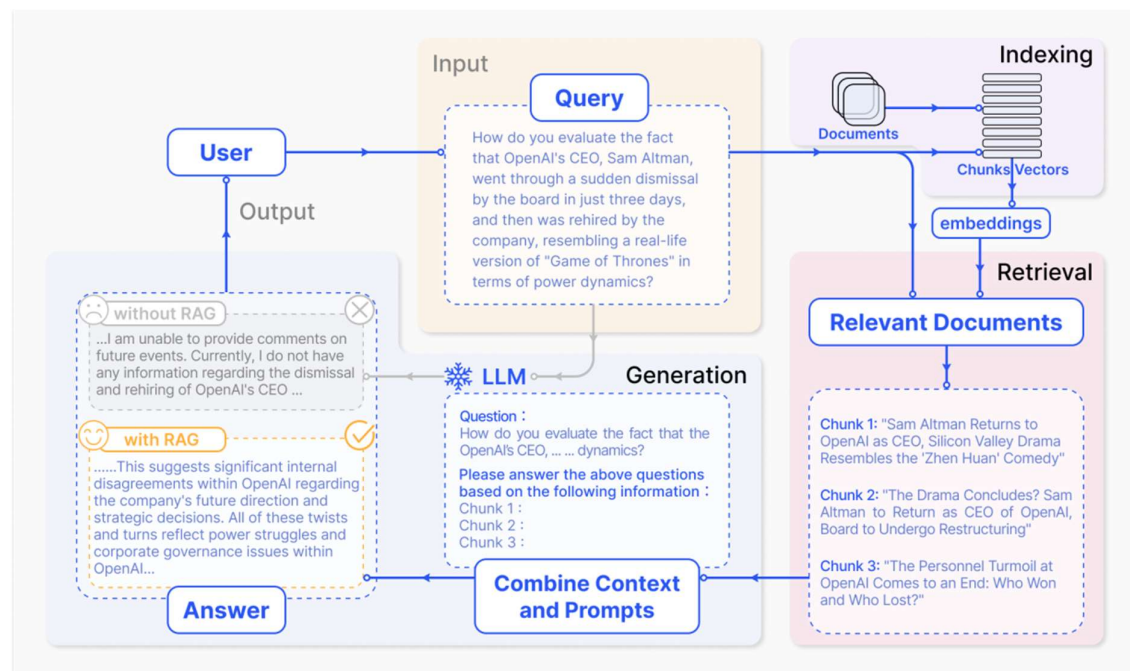 Input
Query
How do you evaluate the fact
that OpenAI's CEO, Sam Altman,
went through a sudden dismissal
by the board in just three days,
and then was rehired by the
company, resembling a real-life
version of "Game of Thrones" in
terms of power dynamics?
Indexing
Documents
Chunks Vectors
embeddings
User
Output
Retrieval
Relevant Documents
Chunk 1: "Sam Altman Returns to
OpenAI as CEO, Silicon Valley Drama
Resembles the 'Zhen Huan' Comedy"
Chunk 2: "The Drama Concludes? Sam
Altman to Return as CEO of OpenAI,
Board to Undergo Restructuring"
Chunk 3: "The Personnel Turmoil at
OpenAI Comes to an End: Who Won
and Who Lost?"
LLM
Generation
Question :
How do you evaluate the fact that the
OpenAI's CEO, ... ... dynamics?
Please answer the above questions
based on the following information :
Chunk 1 :
Chunk 2 :
Chunk 3 :
Combine Context
and Prompts
without RAG
...I am unable to provide comments on
future events. Currently, I do not have
any information regarding the dismissal
and rehiring of OpenAI's CEO ...
with RAG
......This suggests significant internal
disagreements within OpenAI regarding
the company's future direction and
strategic decisions. All of these twists
and turns reflect power struggles and
corporate governance issues within
OpenAI...
Answer